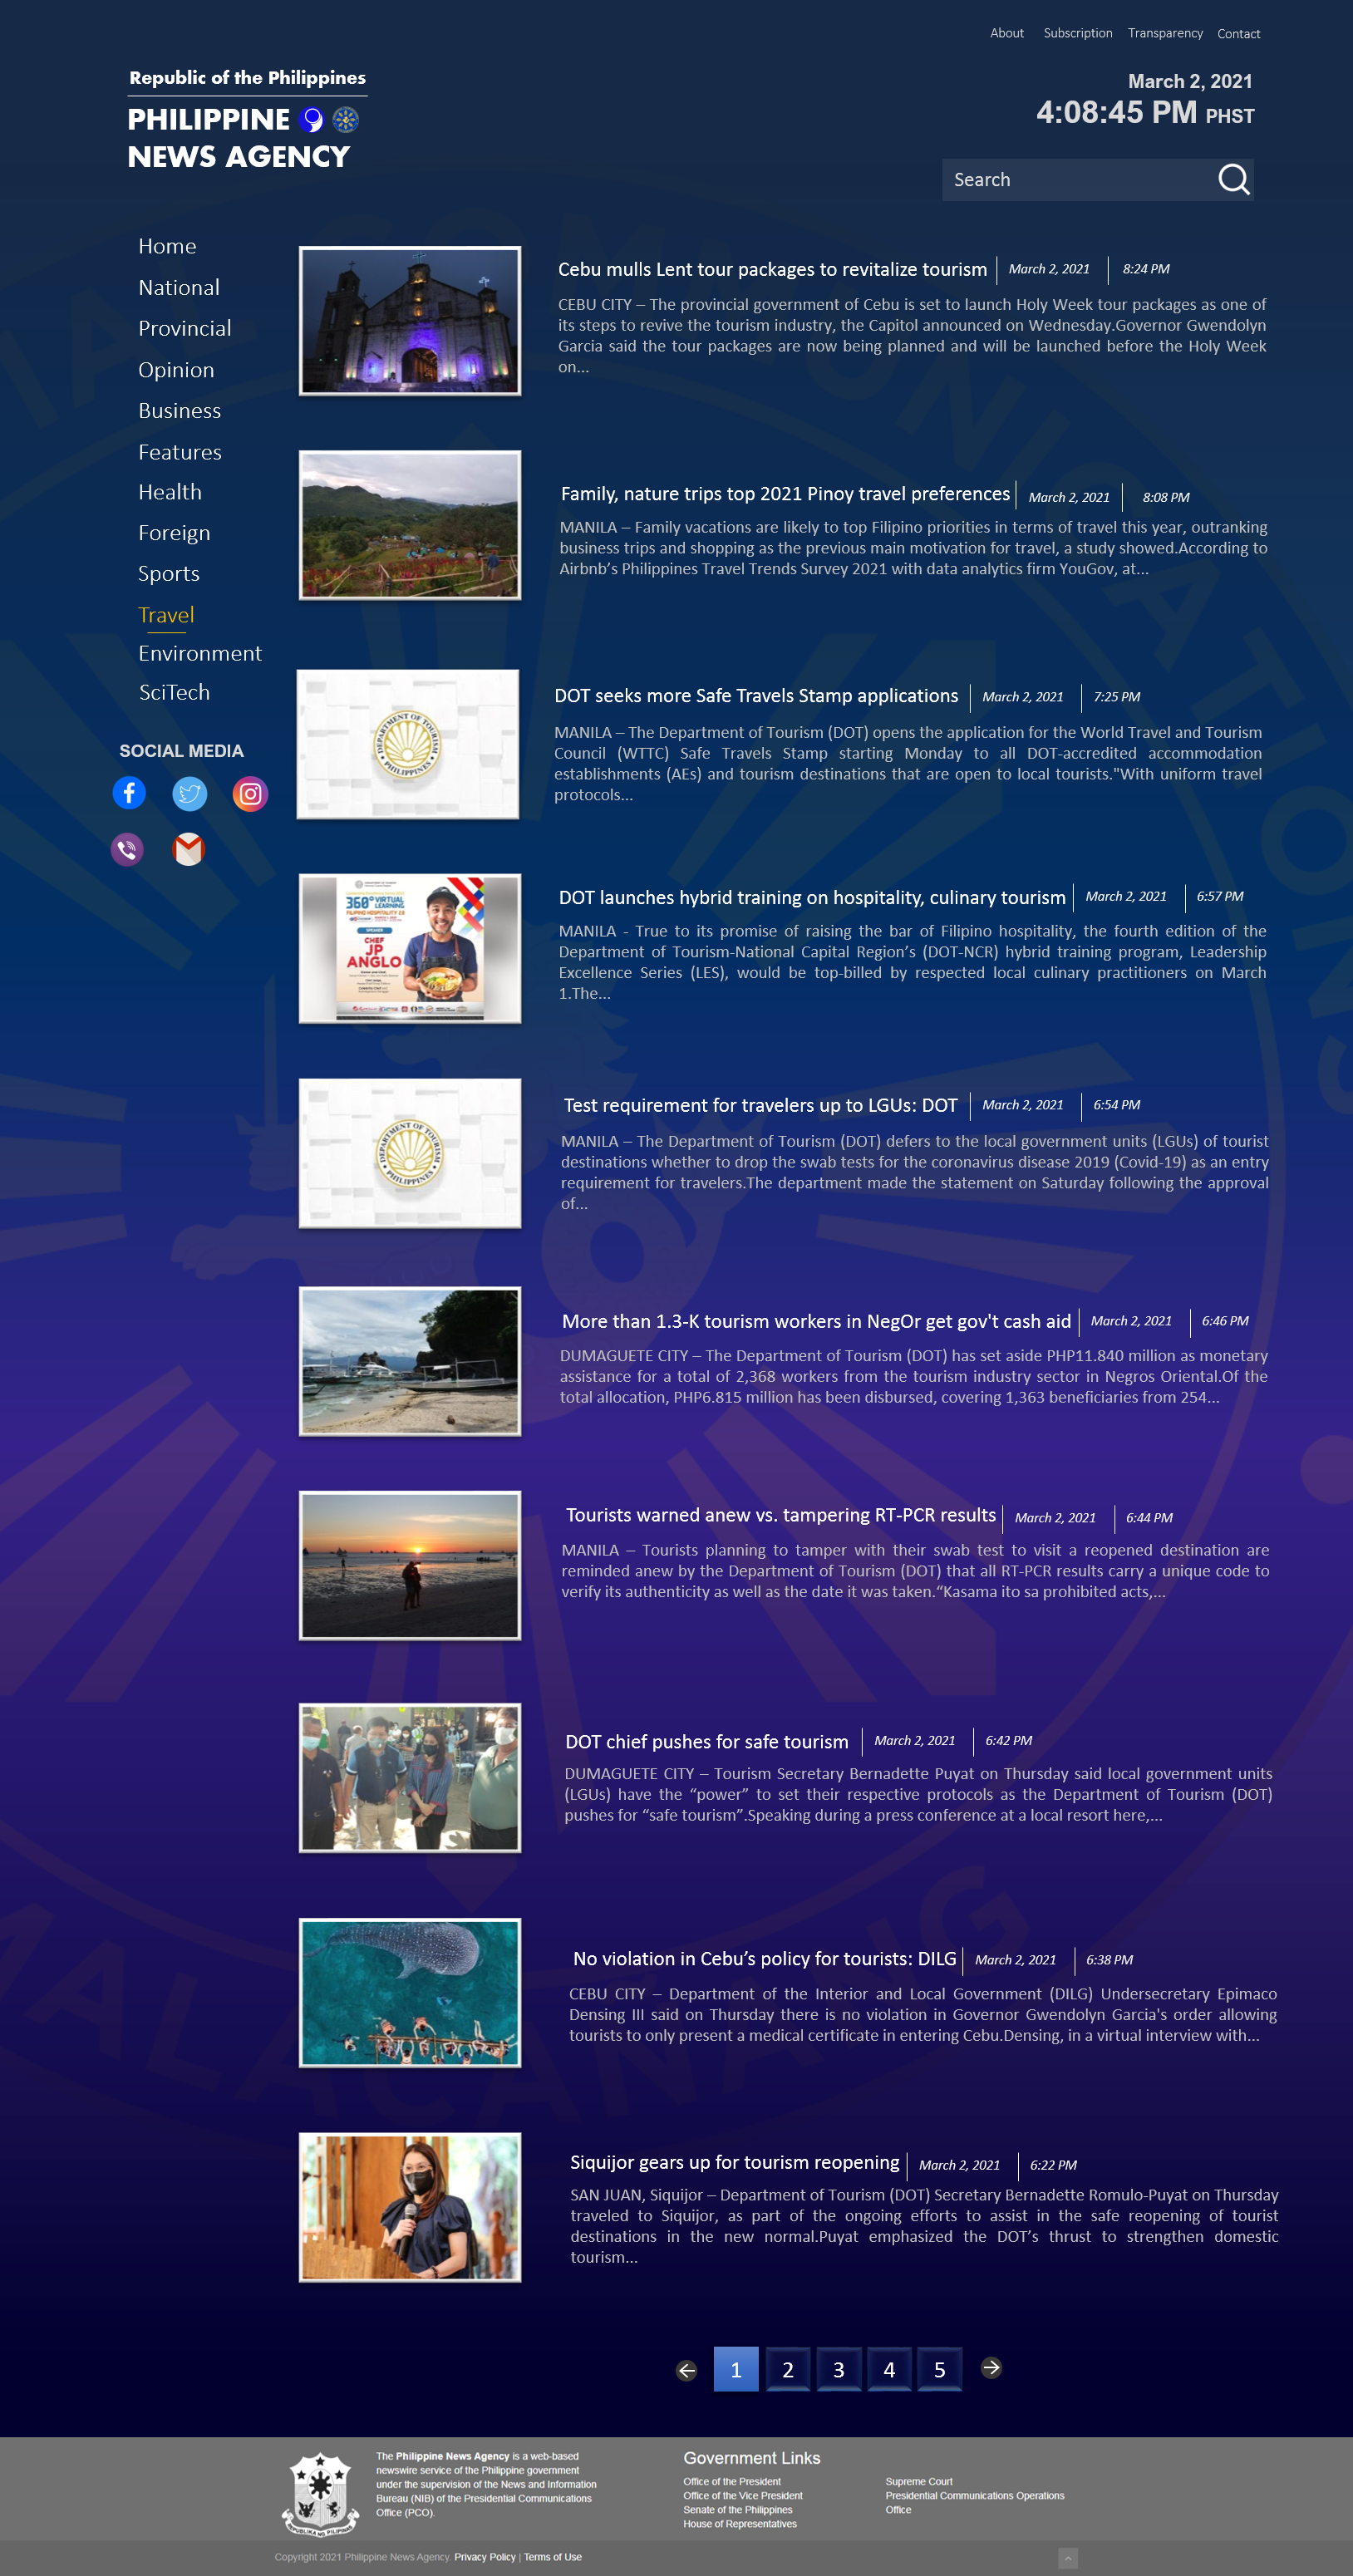 About Subscription Transparency Contact
Republic of the Philippines
PHILIPPINE
NEWS AGENCY
March 2, 2021
4:08:45 PM PHST
Search
Home
National
Provincial
Opinion
Business
Features
Health
Foreign
Sports
Travel
Environment
SciTech
SOCIAL MEDIA
Cebu mulls Lent tour packages to revitalize tourism March 2, 2021 8:24 PM
CEBU CITY – The provincial government of Cebu is set to launch Holy Week tour packages as one of
its steps to revive the tourism industry, the Capitol announced on Wednesday.Governor Gwendolyn
Garcia said the tour packages are now being planned and will be launched before the Holy Week
on...
Family, nature trips top 2021 Pinoy travel preferences March 2, 2021 8:08 PM
MANILA – Family vacations are likely to top Filipino priorities in terms of travel this year, outranking
business trips and shopping as the previous main motivation for travel, a study showed.According to
Airbnb’s Philippines Travel Trends Survey 2021 with data analytics firm YouGov, at...
DEPARTMENT OF TOURISM
PHILIPPINES
DOT seeks more Safe Travels Stamp applications March 2, 2021 7:25 PM
MANILA – The Department of Tourism (DOT) opens the application for the World Travel and Tourism
Council (WTTC) Safe Travels Stamp starting Monday to all DOT-accredited accommodation
establishments (AEs) and tourism destinations that are open to local tourists."With uniform travel
protocols...
360° VIRTUAL
LEARNING
FILIPINO HOSPITALITY
SPEAKER
CHEF
JP
ANGLO
DOT launches hybrid training on hospitality, culinary tourism March 2, 2021 6:57 PM
MANILA - True to its promise of raising the bar of Filipino hospitality, the fourth edition of the
Department of Tourism-National Capital Region’s (DOT-NCR) hybrid training program, Leadership
Excellence Series (LES), would be top-billed by respected local culinary practitioners on March
1.The...
DEPARTMENT OF TOURISM
PHILIPPINES
Test requirement for travelers up to LGUs: DOT March 2, 2021 6:54 PM
MANILA – The Department of Tourism (DOT) defers to the local government units (LGUs) of tourist
destinations whether to drop the swab tests for the coronavirus disease 2019 (Covid-19) as an entry
requirement for travelers.The department made the statement on Saturday following the approval
of...
More than 1.3-K tourism workers in NegOr get gov't cash aid March 2, 2021 6:46 PM
DUMAGUETE CITY – The Department of Tourism (DOT) has set aside PHP11.840 million as monetary
assistance for a total of 2,368 workers from the tourism industry sector in Negros Oriental.Of the
total allocation, PHP6.815 million has been disbursed, covering 1,363 beneficiaries from 254...
Tourists warned anew vs. tampering RT-PCR results March 2, 2021 6:44 PM
MANILA – Tourists planning to tamper with their swab test to visit a reopened destination are
reminded anew by the Department of Tourism (DOT) that all RT-PCR results carry a unique code to
verify its authenticity as well as the date it was taken.“Kasama ito sa prohibited acts,...
DOT chief pushes for safe tourism March 2, 2021 6:42 PM
DUMAGUETE CITY – Tourism Secretary Bernadette Puyat on Thursday said local government units
(LGUs) have the “power” to set their respective protocols as the Department of Tourism (DOT)
pushes for “safe tourism”.Speaking during a press conference at a local resort here,...
No violation in Cebu’s policy for tourists: DILG March 2, 2021 6:38 PM
CEBU CITY – Department of the Interior and Local Government (DILG) Undersecretary Epimaco
Densing III said on Thursday there is no violation in Governor Gwendolyn Garcia's order allowing
tourists to only present a medical certificate in entering Cebu.Densing, in a virtual interview with...
Siquijor gears up for tourism reopening March 2, 2021 6:22 PM
SAN JUAN, Siquijor – Department of Tourism (DOT) Secretary Bernadette Romulo-Puyat on Thursday
traveled to Siquijor, as part of the ongoing efforts to assist in the safe reopening of tourist
destinations in the new normal.Puyat emphasized the DOT’s thrust to strengthen domestic
tourism...
1 2 3 4 5
The Philippine News Agency is a web-based
newswire service of the Philippine government
under the supervision of the News and Information
Bureau (NIB) of the Presidential Communications
Office (PCO).
Government Links
Office of the President
Office of the Vice President
Senate of the Philippines
House of Representatives
Supreme Court
Presidential Communications Operations
Office
Copyright 2021 Philippine News Agency. Privacy Policy | Terms of Use